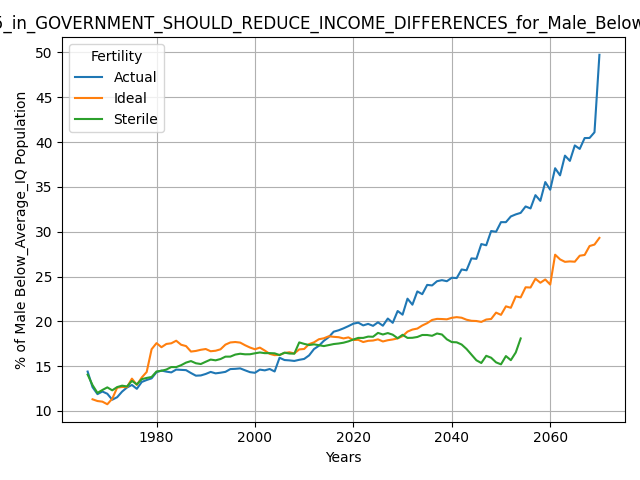 5_in_GOVERNMENT_SHOULD_REDUCE_INCOME_DIFFERENCES_for_Male_Below
% of Male Below_Average_IQ Population
50
45
40
35
30
25
20
15
10
Fertility
Actual
Ideal
Sterile
1980
2000
2020
2040
2060
Years